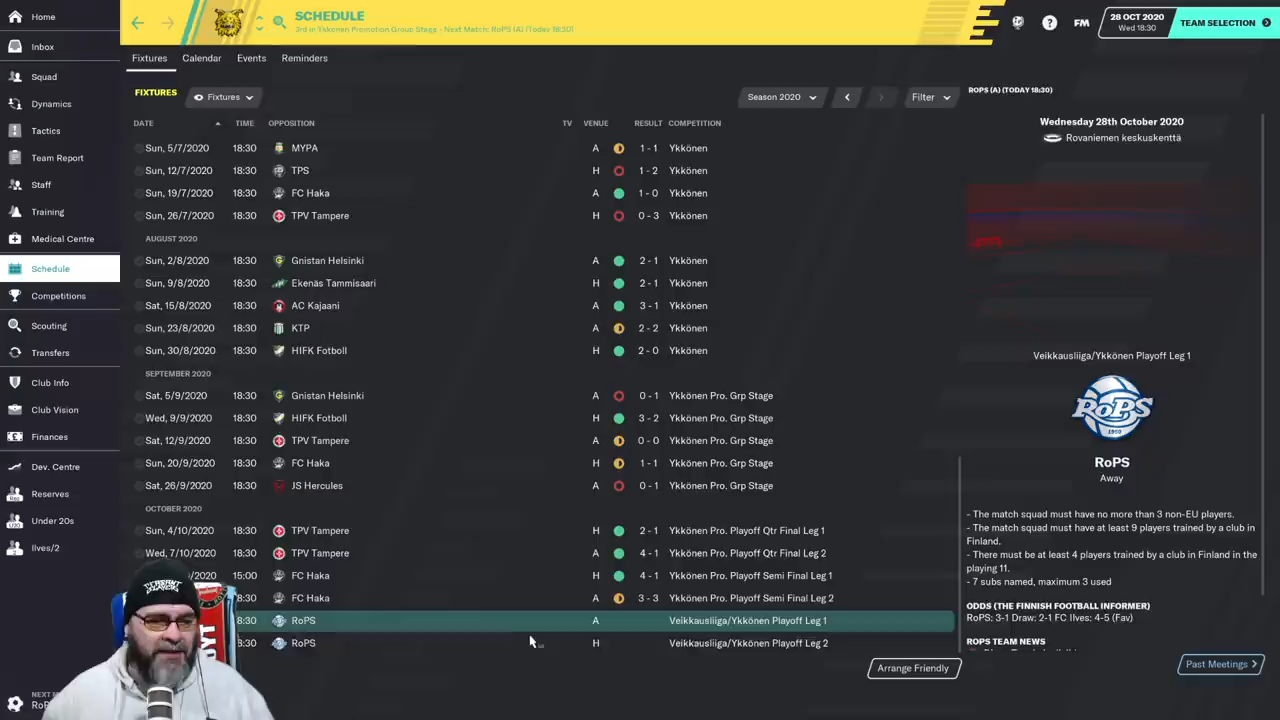 Home
Inbox
Squad
Dynamics
Tactics
Team Report
Staff
Training
Medical Centre
Schedule
Competitions
Scouting
Transfers
Club Info
Club Vision
Finances
Dev. Centre
Reserves
Under 20s
Ilves/2
SCHEDULE
3rd in Ykkönen Promotion Group Stage - Next Match: RoPS (A) (Today 18:30)
FM
28 OCT 2020
Wed 18:30
TEAM SELECTION
Fixtures Calendar Events Reminders
FIXTURES Fixtures Season 2020 Filter
DATE TIME OPPOSITION TV VENUE RESULT COMPETITION
Sun, 5/7/2020 18:30 MYPA A 1 - 1 Ykkönen
Sun, 12/7/2020 18:30 TPS H 1 - 2 Ykkönen
Sun, 19/7/2020 18:30 FC Haka A 1 - 0 Ykkönen
Sun, 26/7/2020 18:30 TPV Tampere H 0 - 3 Ykkönen
AUGUST 2020
Sun, 2/8/2020 18:30 Gnistan Helsinki A 2 - 1 Ykkönen
Sun, 9/8/2020 18:30 Ekenäs Tammisaari H 2 - 1 Ykkönen
Sat, 15/8/2020 18:30 AC Kajaani A 3 - 1 Ykkönen
Sun, 23/8/2020 18:30 KTP A 2 - 2 Ykkönen
Sun, 30/8/2020 18:30 HIFK Fotboll H 2 - 0 Ykkönen
SEPTEMBER 2020
Sat, 5/9/2020 18:30 Gnistan Helsinki A 0 - 1 Ykkönen Pro. Grp Stage
Wed, 9/9/2020 18:30 HIFK Fotboll H 3 - 2 Ykkönen Pro. Grp Stage
Sat, 12/9/2020 18:30 TPV Tampere A 0 - 0 Ykkönen Pro. Grp Stage
Sun, 20/9/2020 18:30 FC Haka H 1 - 1 Ykkönen Pro. Grp Stage
Sat, 26/9/2020 18:30 JS Hercules A 0 - 1 Ykkönen Pro. Grp Stage
OCTOBER 2020
Sun, 4/10/2020 18:30 TPV Tampere H 2 - 1 Ykkönen Pro. Playoff Qtr Final Leg 1
Wed, 7/10/2020 18:30 TPV Tampere A 4 - 1 Ykkönen Pro. Playoff Qtr Final Leg 2
/2020 15:00 FC Haka H 4 - 1 Ykkönen Pro. Playoff Semi Final Leg 1
8:30 FC Haka A 3 - 3 Ykkönen Pro. Playoff Semi Final Leg 2
8:30 RoPS A Veikkausliiga/Ykkönen Playoff Leg 1
8:30 RoPS H Veikkausliiga/Ykkönen Playoff Leg 2
Arrange Friendly
ROPS (A) (TODAY 18:30)
Wednesday 28th October 2020
Rovaniemen keskuskenttä
Veikkausliiga/Ykkönen Playoff Leg 1
RoPS
1950
RoPS
Away
- The match squad must have no more than 3 non-EU players.
- The match squad must have at least 9 players trained by a club in
Finland.
- There must be at least 4 players trained by a club in Finland in the
playing 11.
- 7 subs named, maximum 3 used
ODDS (THE FINNISH FOOTBALL INFORMER)
RoPS: 3-1 Draw: 2-1 FC Ilves: 4-5 (Fav)
ROPS TEAM NEWS
Past Meetings